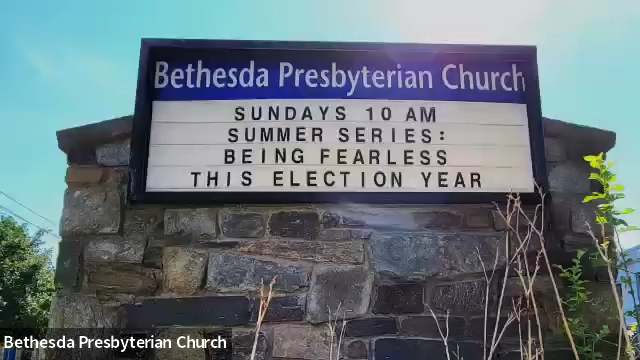 Bethesda Presbyterian Church
SUNDAYS 10 AM
SUMMER SERIES:
BEING FEARLESS
THIS ELECTION YEAR
Bethesda Presbyterian Church